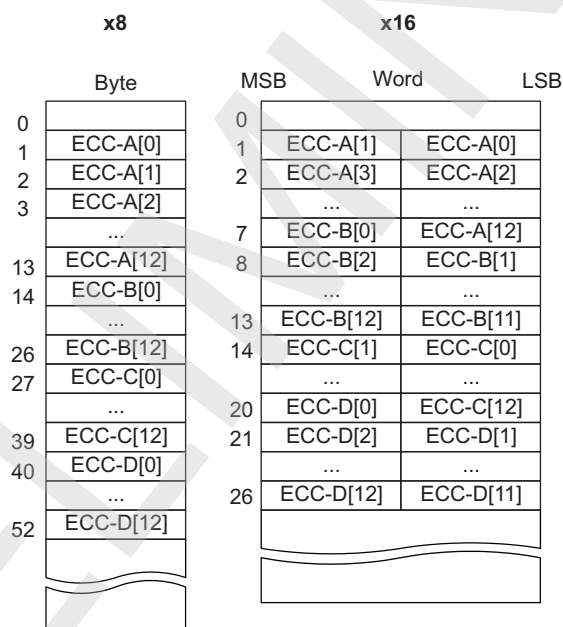 x8
x16
Byte
MSB Word LSB
0
1 ECC-A[0]
2 ECC-A[1]
3 ECC-A[2]
...
13 ECC-A[12]
14 ECC-B[0]
...
26 ECC-B[12]
27 ECC-C[0]
...
39 ECC-C[12]
40 ECC-D[0]
...
52 ECC-D[12]
0
1 ECC-A[1] ECC-A[0]
2 ECC-A[3] ECC-A[2]
... ...
7 ECC-B[0] ECC-A[12]
8 ECC-B[2] ECC-B[1]
... ...
13 ECC-B[12] ECC-B[11]
14 ECC-C[1] ECC-C[0]
... ...
20 ECC-D[0] ECC-C[12]
21 ECC-D[2] ECC-D[1]
... ...
26 ECC-D[12] ECC-D[11]